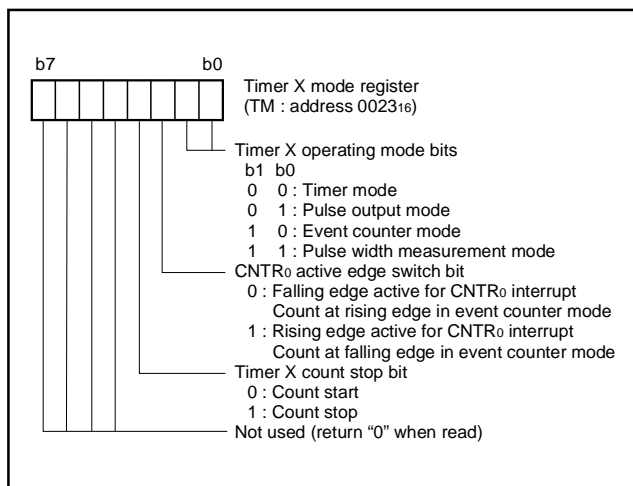 b7 b0
Timer X mode register
(TM : address 002316)
Timer X operating mode bits
b1 b0
0 0 : Timer mode
0 1 : Pulse output mode
1 0 : Event counter mode
1 1 : Pulse width measurement mode
CNTR0 active edge switch bit
0 : Falling edge active for CNTR0 interrupt
Count at rising edge in event counter mode
1 : Rising edge active for CNTR0 interrupt
Count at falling edge in event counter mode
Timer X count stop bit
0 : Count start
1 : Count stop
Not used (return “0” when read)